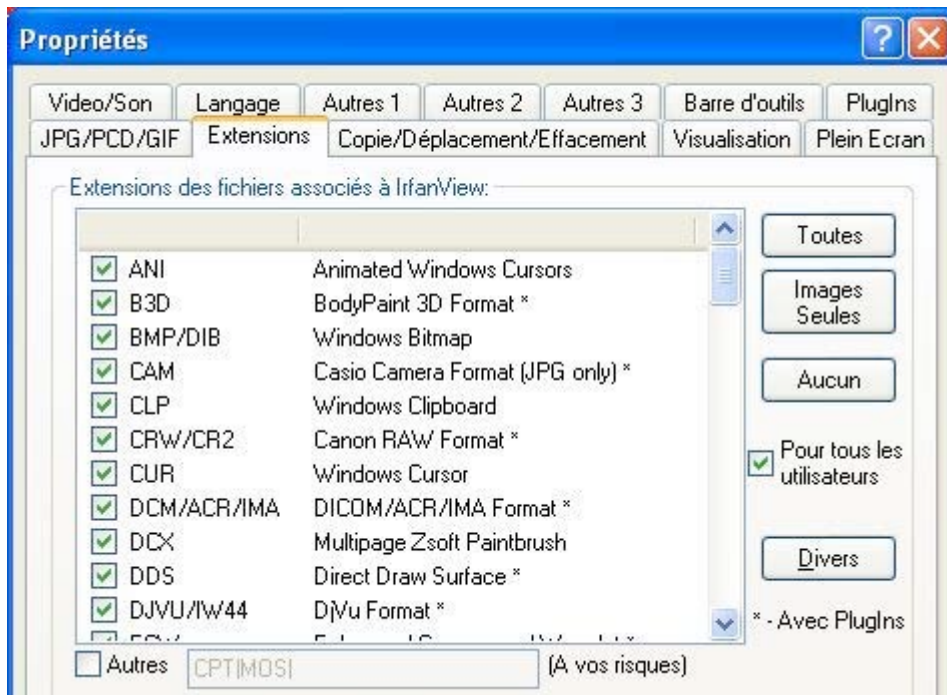 Propriétés
Video/Son Langage Autres 1 Autres 2 Autres 3 Barre d'outils PlugIns
JPG/PCD/GIF Extensions Copie/Déplacement/Effacement Visualisation Plein Ecran
Extensions des fichiers associés à IrfanView:
ANI Animated Windows Cursors
B3D BodyPaint 3D Format *
BMP/DIB Windows Bitmap
CAM Casio Camera Format (JPG only) *
CLP Windows Clipboard
CRW/CR2 Canon RAW Format *
CUR Windows Cursor
DCM/ACR/IMA DICOM/ACR/IMA Format *
DCX Multipage Zsoft Paintbrush
DDS Direct Draw Surface *
DJVU/IW44 DjVu Format *
Toutes
Images
Seules
Aucun
Pour tous les
utilisateurs
Divers
* - Avec PlugIns
Autres CPT|MOS| (A vos risques)